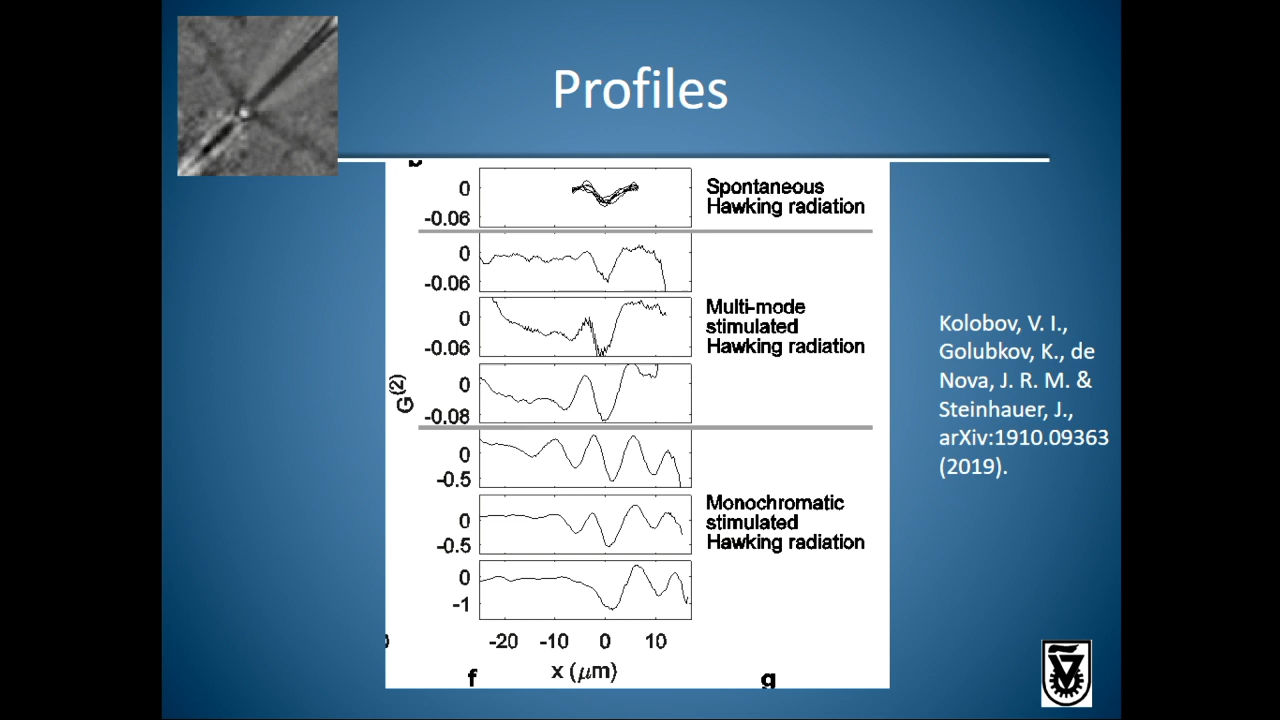 Profiles
0
-0.06
Spontaneous
Hawking radiation
0
-0.06
0
-0.06
Multi-mode
stimulated
Hawking radiation
0
-0.08
G(2)
0
-0.5
0
-0.5
Monochromatic
stimulated
Hawking radiation
0
-1
-20 -10 0 10
x (μm)
f
g
Kolobov, V. I.,
Golubkov, K., de
Nova, J. R. M. &
Steinhauer, J.,
arXiv:1910.09363
(2019).